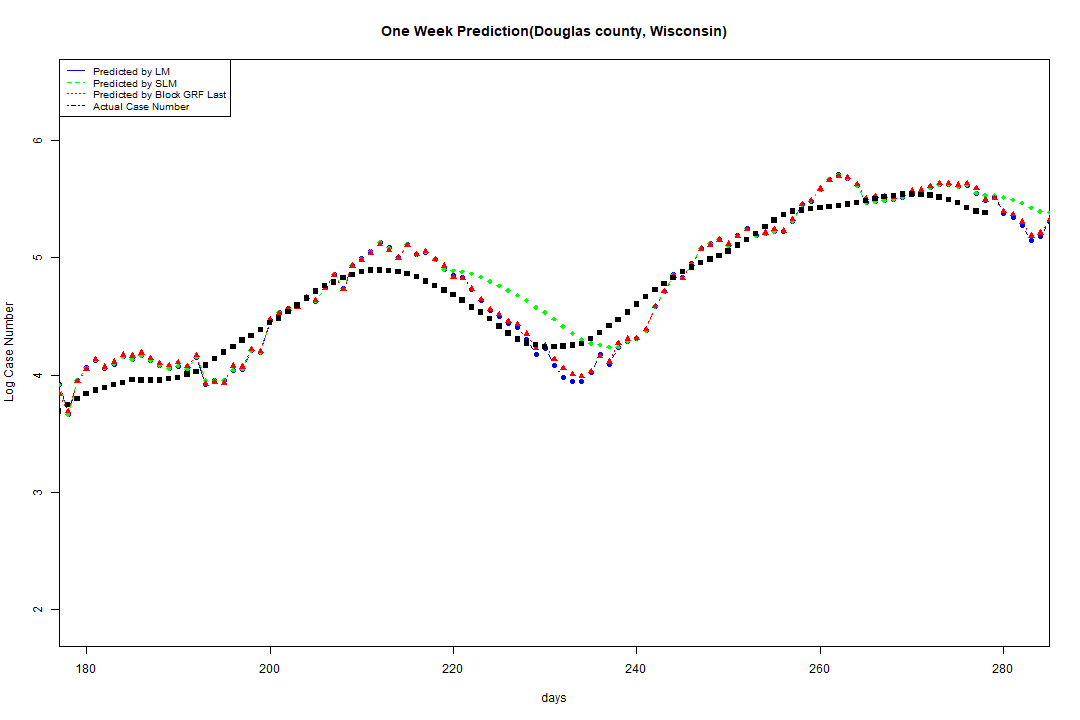 One Week Prediction(Douglas county, Wisconsin)
Predicted by LM
Predicted by SLM
Predicted by Block GRF Last
Actual Case Number
6
5
4
3
2
Log Case Number
180 200 220 240 260 280
days